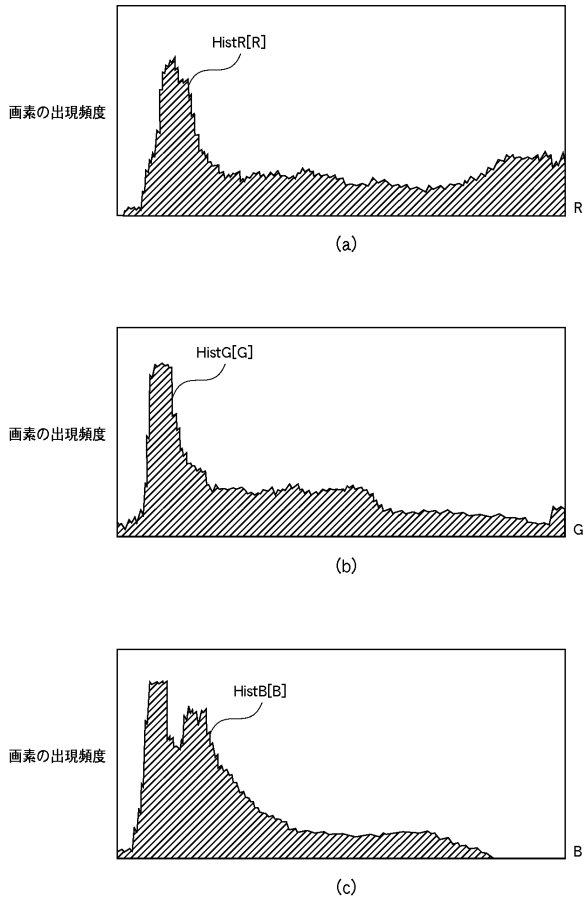 HistR[R]
画素の出現頻度
R
(a)
HistG[G]
画素の出現頻度
G
(b)
HistB[B]
画素の出現頻度
B
(c)